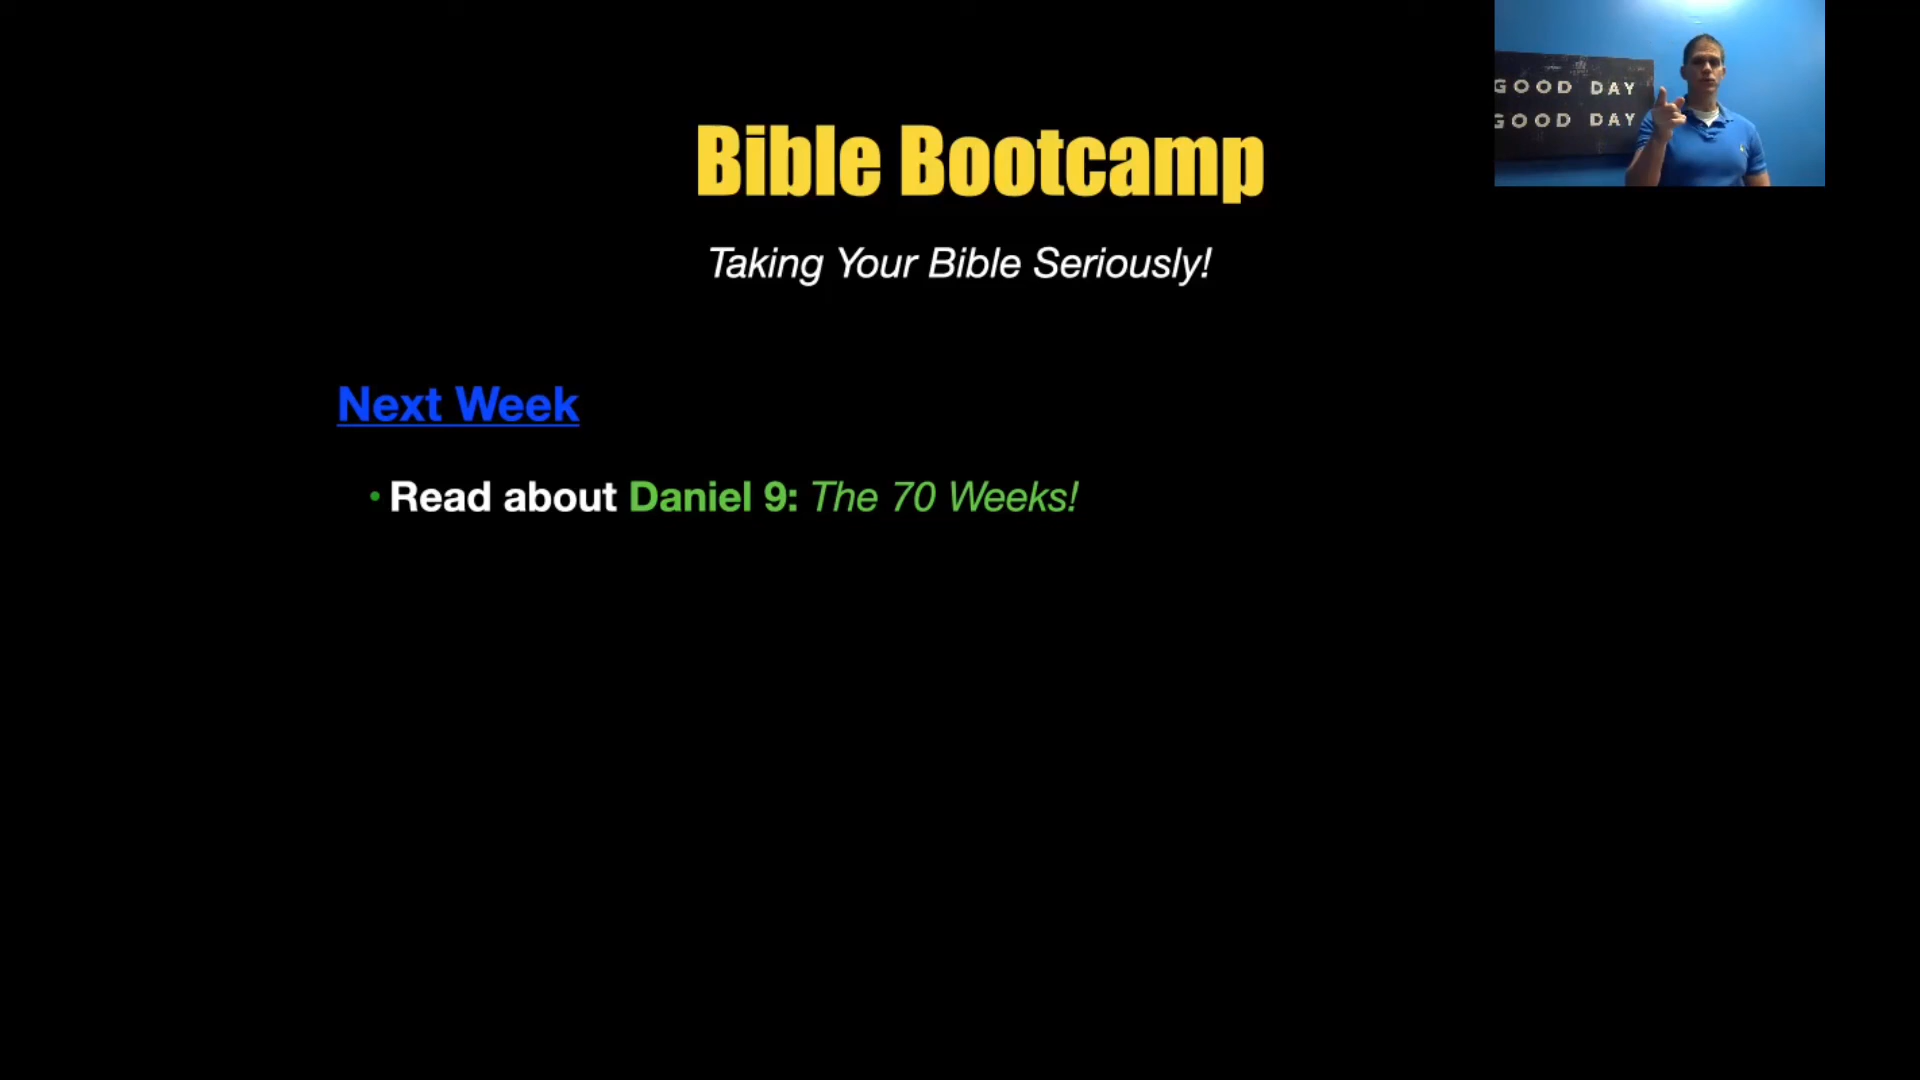 Bible Bootcamp
Taking Your Bible Seriously!
Next Week
• Read about Daniel 9: The 70 Weeks!
GOOD DAY
GOOD DAY